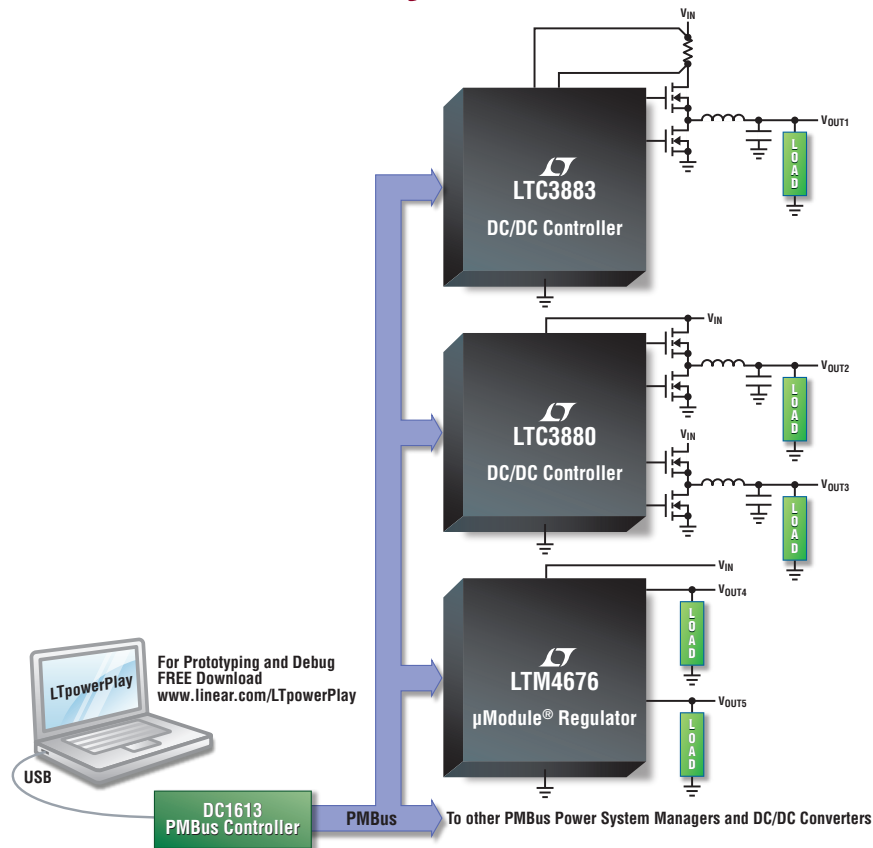 VIN
VOUT1
LOAD
LTC3883
DC/DC Controller
VIN
VOUT2
LOAD
LTC3880
DC/DC Controller
VIN
VOUT3
LOAD
VIN
VOUT4
LOAD
LTM4676
µModule® Regulator
VOUT5
LOAD
LTpowerPlay
For Prototyping and Debug
FREE Download
www.linear.com/LTpowerPlay
USB
DC1613
PMBus Controller
PMBus
To other PMBus Power System Managers and DC/DC Converters